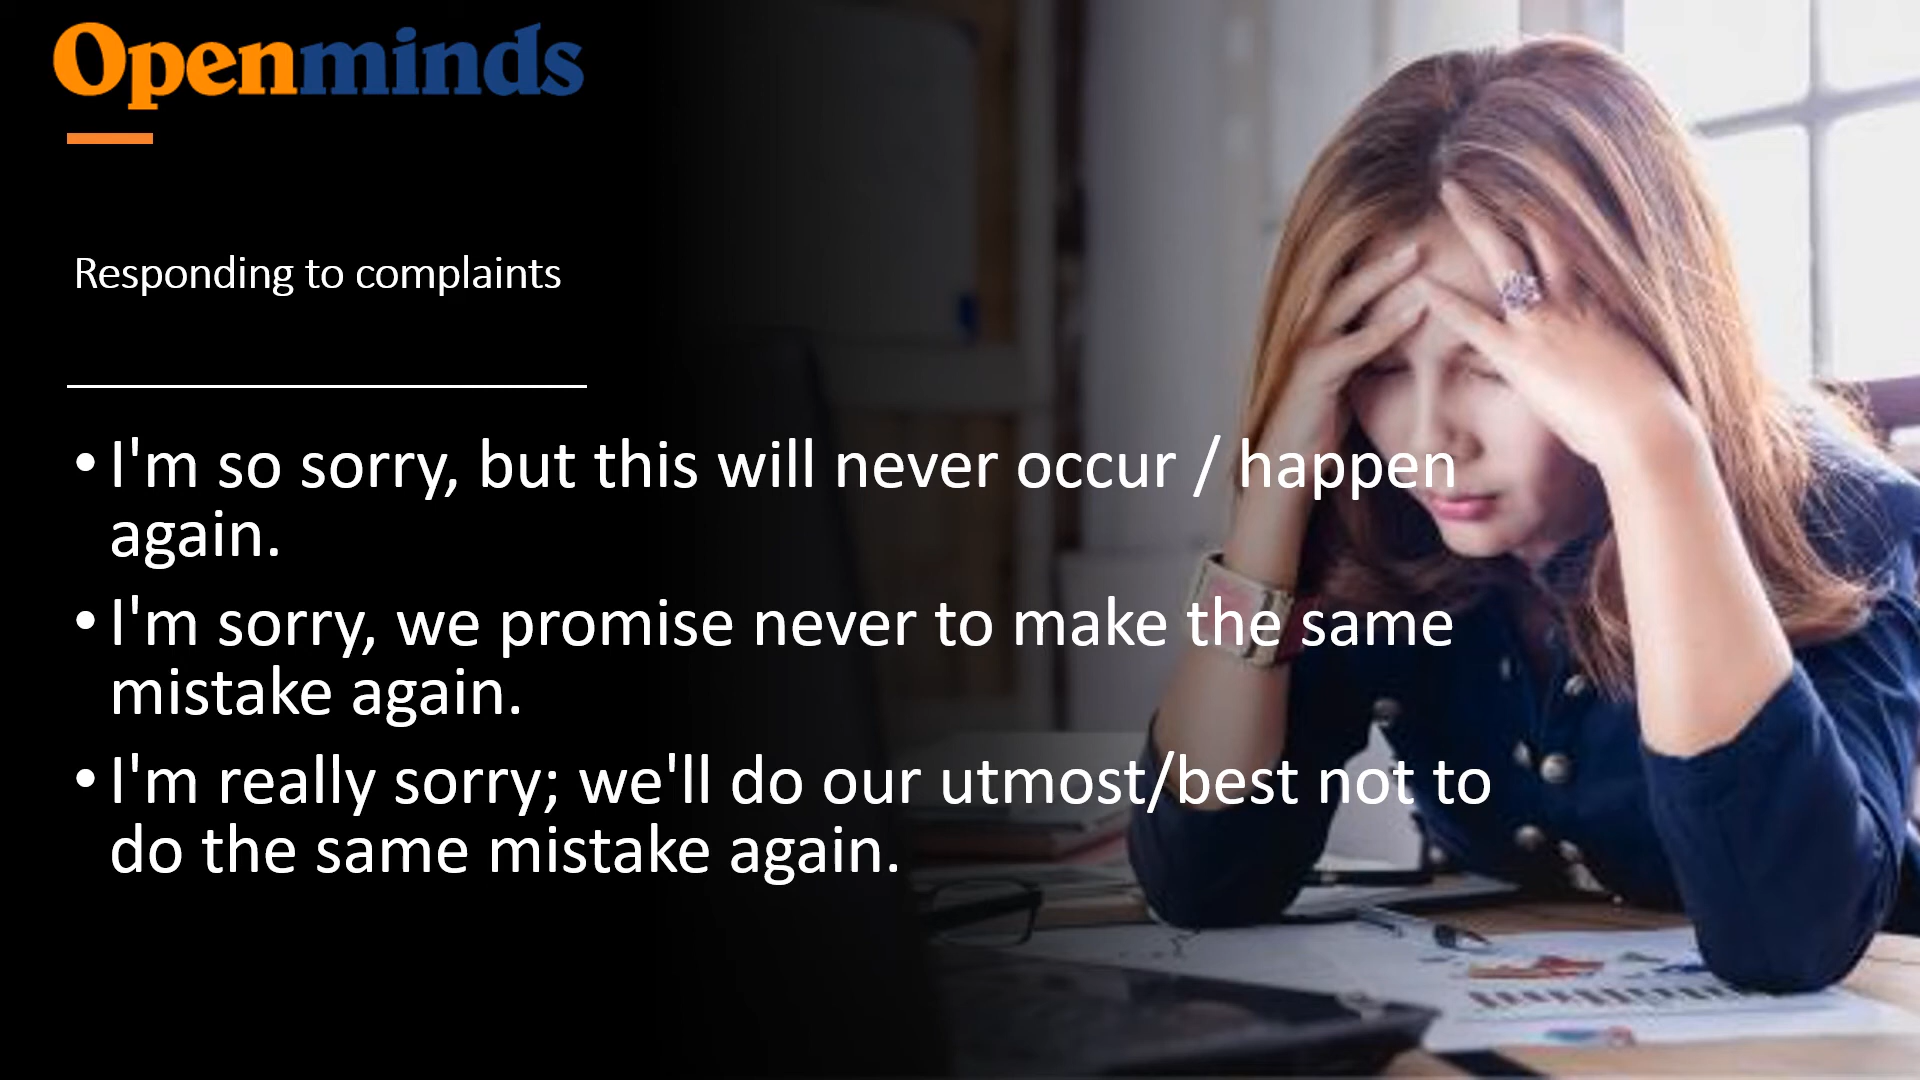 Openminds
Responding to complaints
• I'm so sorry, but this will never occur / happen
again.
• I'm sorry, we promise never to make the same
mistake again.
• I'm really sorry; we'll do our utmost/best not to
do the same mistake again.